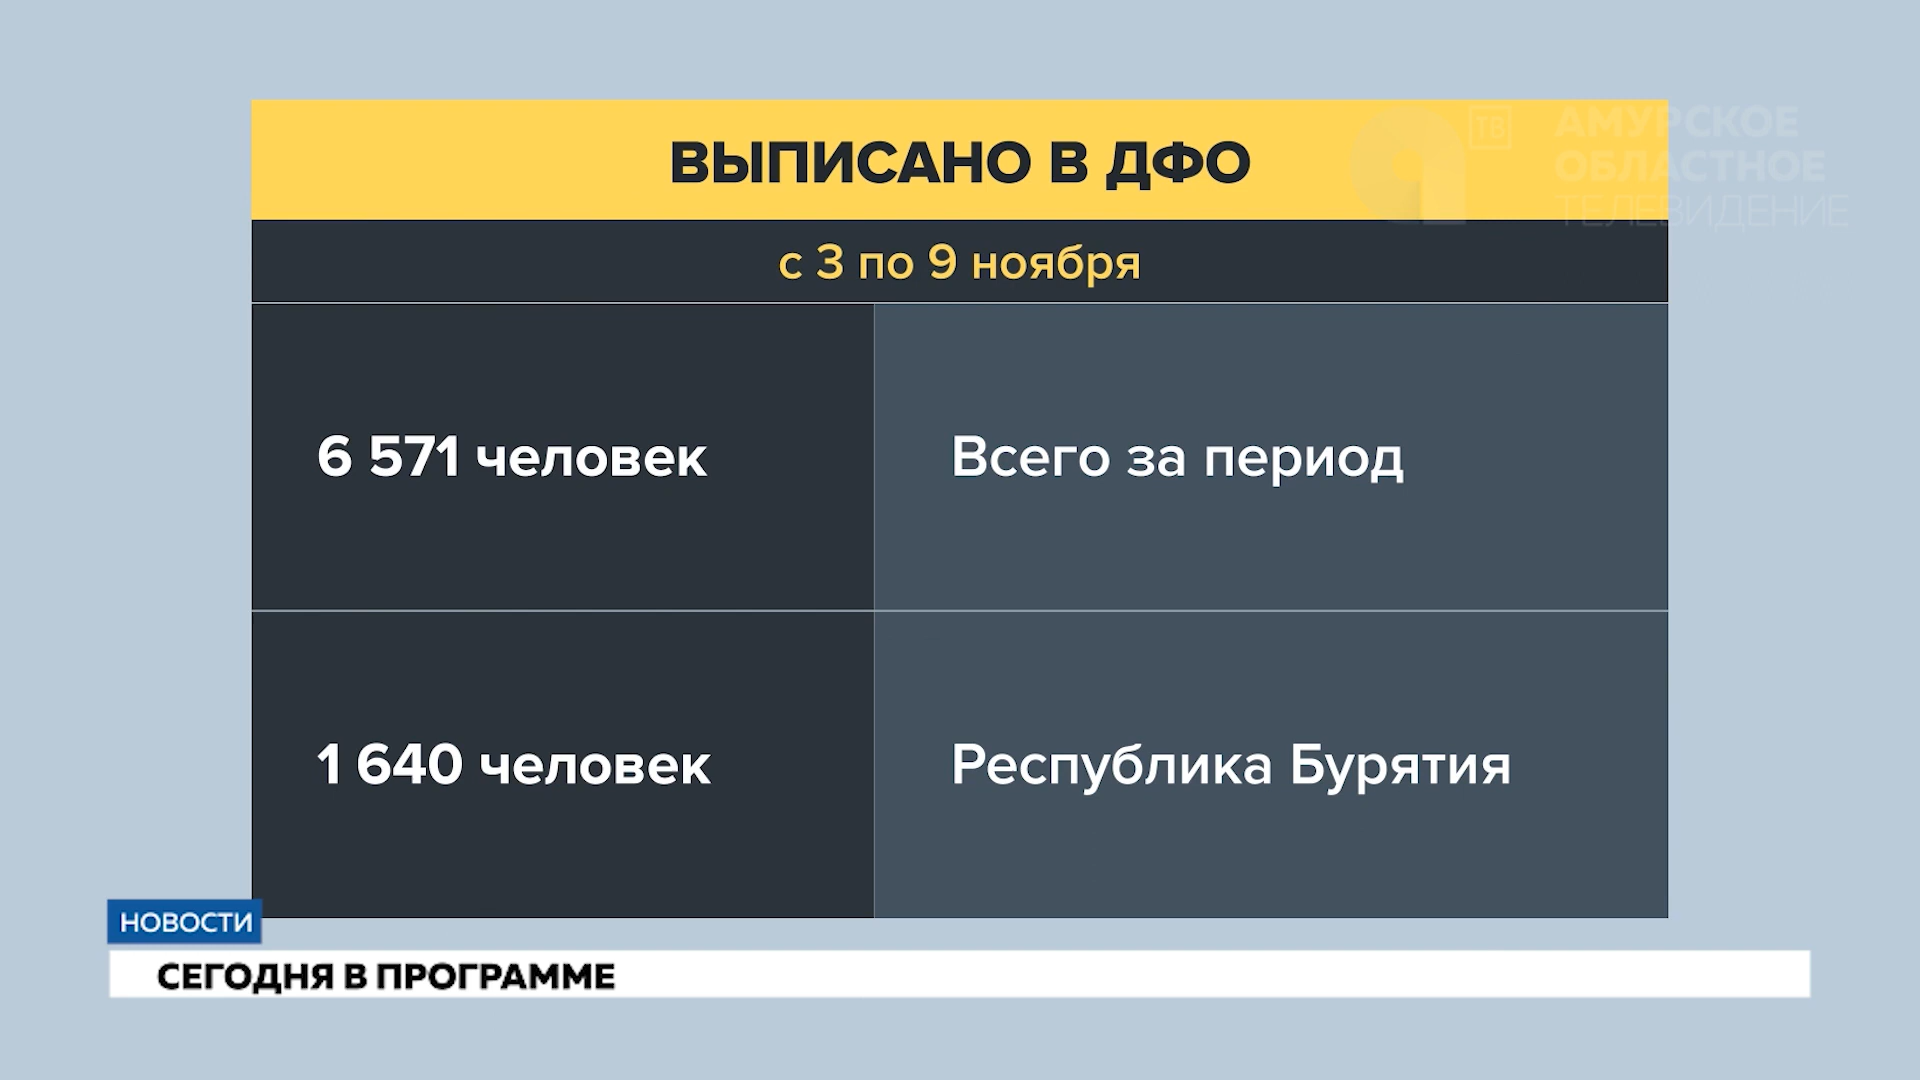 ВЫПИСАНО В ДФО
ТВ
АМУРСКОЕ
ОБЛАСТНОЕ
ТЕЛЕВИДЕНИЕ
с 3 по 9 ноября
6 571 человек
Всего за период
1 640 человек
Республика Бурятия
НОВОСТИ
СЕГОДНЯ В ПРОГРАММЕ